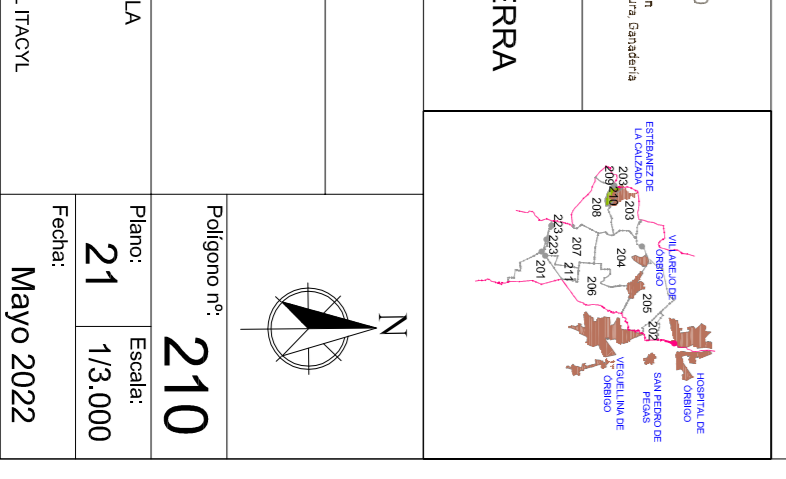 n
ura, Ganadería
ERRA
ESTÉBANEZ DE
LA CALZADA
VILLAREJO DE
ÓRBIGO
HOSPITAL DE
ÓRBIGO
SAN PEDRO DE
PEGAS
VEGUELLINA DE
ÓRBIGO
203
203
209
210
208
204
207
223
223
211
206
205
202
201
N
Polígono nº:
210
LA
Plano:
21
Escala:
1/3.000
L ITACYL
Fecha:
Mayo 2022